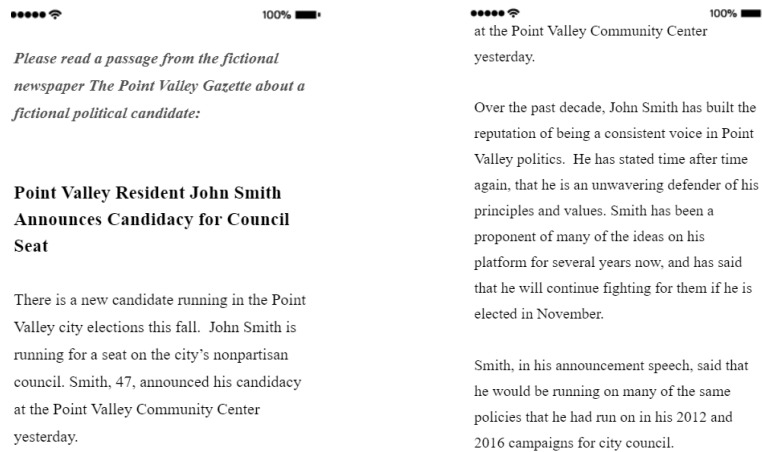 100%
Please read a passage from the fictional
newspaper The Point Valley Gazette about a
fictional political candidate:
Point Valley Resident John Smith
Announces Candidacy for Council
Seat
There is a new candidate running in the Point
Valley city elections this fall.  John Smith is
running for a seat on the city’s nonpartisan
council. Smith, 47, announced his candidacy
at the Point Valley Community Center
yesterday.
100%
at the Point Valley Community Center
yesterday.
Over the past decade, John Smith has built the
reputation of being a consistent voice in Point
Valley politics.  He has stated time after time
again, that he is an unwavering defender of his
principles and values. Smith has been a
proponent of many of the ideas on his
platform for several years now, and has said
that he will continue fighting for them if he is
elected in November.
Smith, in his announcement speech, said that
he would be running on many of the same
policies that he had run on in his 2012 and
2016 campaigns for city council.